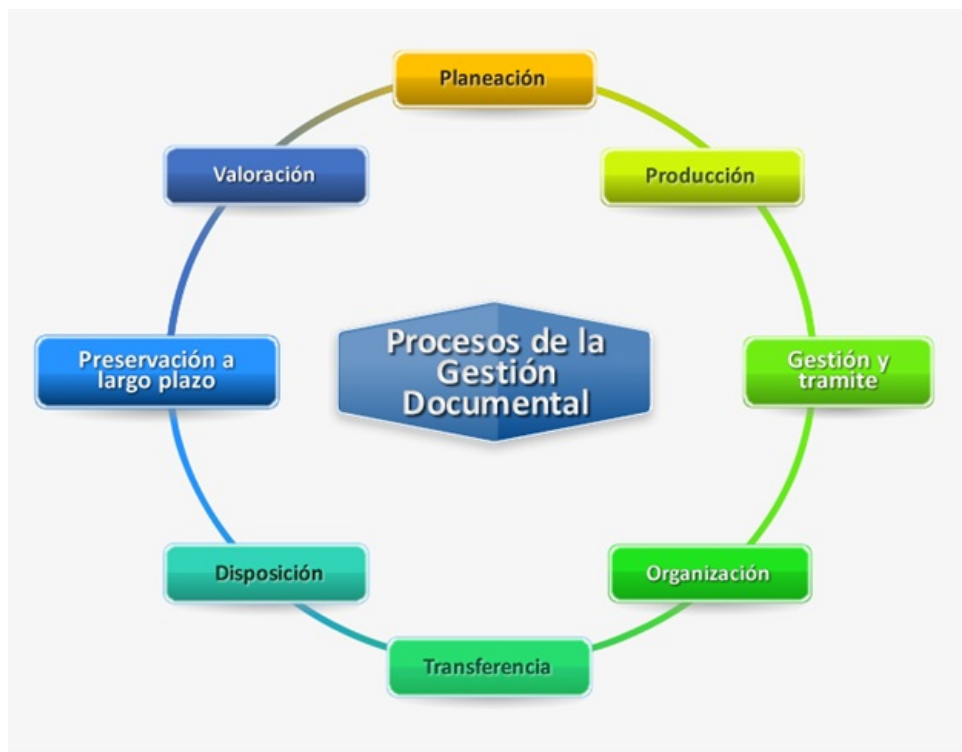 Planeación
Valoración
Producción
Procesos de la
Gestión
Documental
Preservación a
largo plazo
Gestión y
tramite
Disposición
Organización
Transferencia